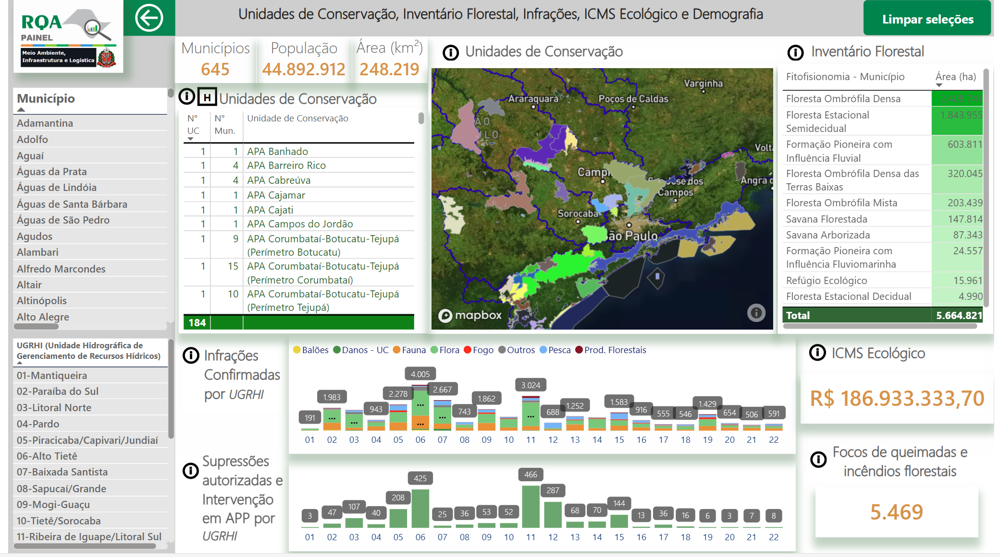 RQA
PAINEL
Meio Ambiente,
Infraestrutura e Logística
Unidades de Conservação, Inventário Florestal, Infrações, ICMS Ecológico e Demografia
Limpar seleções
Municípios
645
População
44.892.912
Área (km²)
248.219
Município
Adamantina
Adolfo
Aguaí
Águas da Prata
Águas de Lindóia
Águas de Santa Bárbara
Águas de São Pedro
Agudos
Alambari
Alfredo Marcondes
Altair
Altinópolis
Alto Alegre
UGRHI (Unidade Hidrográfica de
Gerenciamento de Recursos Hídricos)
01-Mantiqueira
02-Paraíba do Sul
03-Litoral Norte
04-Pardo
05-Piracicaba/Capivari/Jundiaí
06-Alto Tietê
07-Baixada Santista
08-Sapucaí/Grande
09-Mogi-Guaçu
10-Tietê/Sorocaba
11-Ribeira de Iguape/Litoral Sul
H Unidades de Conservação
N° UC N° Mun. Unidade de Conservação
1 1 APA Banhado
1 4 APA Barreiro Rico
1 4 APA Cabreúva
1 1 APA Cajamar
1 1 APA Cajati
1 1 APA Campos do Jordão
1 9 APA Corumbataí-Botucatu-Tejupá
(Perímetro Botucatu)
1 15 APA Corumbataí-Botucatu-Tejupá
(Perímetro Corumbataí)
1 10 APA Corumbataí-Botucatu-Tejupá
(Perímetro Tejupá)
184
Unidades de Conservação
Varginha
Araraquara
Poços de Caldas
ÃO
ULO
Volta
Campi
José dos
Campos
Angra d
Sorocaba
São Paulo
mapbox
Inventário Florestal
Fitofisionomia - Município Área (ha)
Floresta Ombrófila Densa 2.408.741
Floresta Estacional
Semidecidual 1.843.955
Formação Pioneira com
Influência Fluvial 603.811
Floresta Ombrófila Densa das
Terras Baixas 320.045
Floresta Ombrófila Mista 203.439
Savana Florestada 147.814
Savana Arborizada 87.343
Formação Pioneira com
Influência Fluviomarinha 24.557
Refúgio Ecológico 15.961
Floresta Estacional Decidual 4.990
Total 5.664.821
Infrações
Confirmadas
por UGRHI
Balões Danos - UC Fauna Flora Fogo Outros Pesca Prod. Florestais
191 1.983 943 2.278 4.005 2.667 743 1.862 3.024 688 1.252 1.583 916 555 546 1.429 654 506 591
01 02 03 04 05 06 07 08 09 10 11 12 13 14 15 16 17 18 19 20 21 22
Supressões
autorizadas e
Intervenção
em APP por
UGRHI
3 47 107 40 208 425 25 36 53 52 466 287 68 70 144 13 36 16 6 3 7 8
01 02 03 04 05 06 07 08 09 10 11 12 13 14 15 16 17 18 19 20 21 22
ICMS Ecológico
R$ 186.933.333,70
Focos de queimadas e
incêndios florestais
5.469